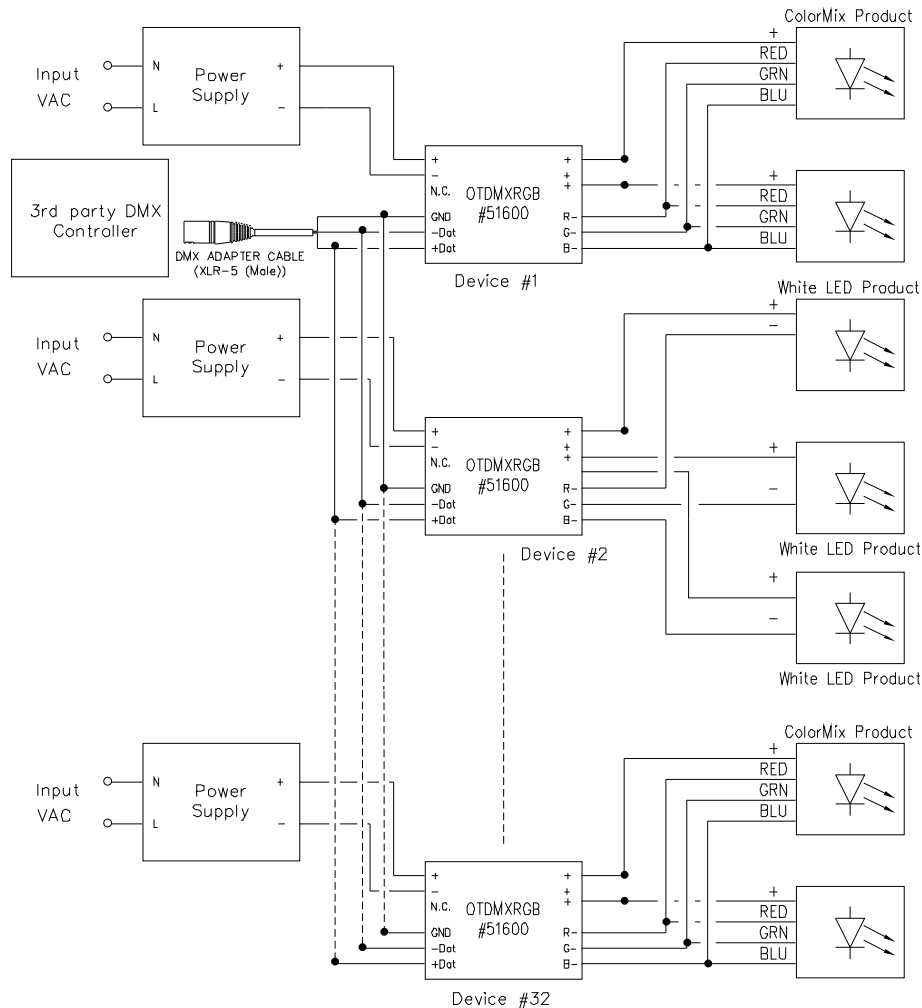 ColorMix Product
+
RED
GRN
BLU
Input
VAC
N
L
Power
Supply
+
−
+
−
N.C.
GND
−Dat
+Dat
OTDMXRGB
#51600
+
+
+
R−
G−
B−
Device #1
+
RED
GRN
BLU
3rd party DMX
Controller
DMX ADAPTER CABLE
(XLR-5 (Male))
White LED Product
+
−
Input
VAC
N
L
Power
Supply
+
−
+
−
N.C.
GND
−Dat
+Dat
OTDMXRGB
#51600
+
+
+
R−
G−
B−
Device #2
+
−
White LED Product
+
−
White LED Product
ColorMix Product
+
RED
GRN
BLU
Input
VAC
N
L
Power
Supply
+
−
+
−
N.C.
GND
−Dat
+Dat
OTDMXRGB
#51600
+
+
+
R−
G−
B−
Device #32
+
RED
GRN
BLU